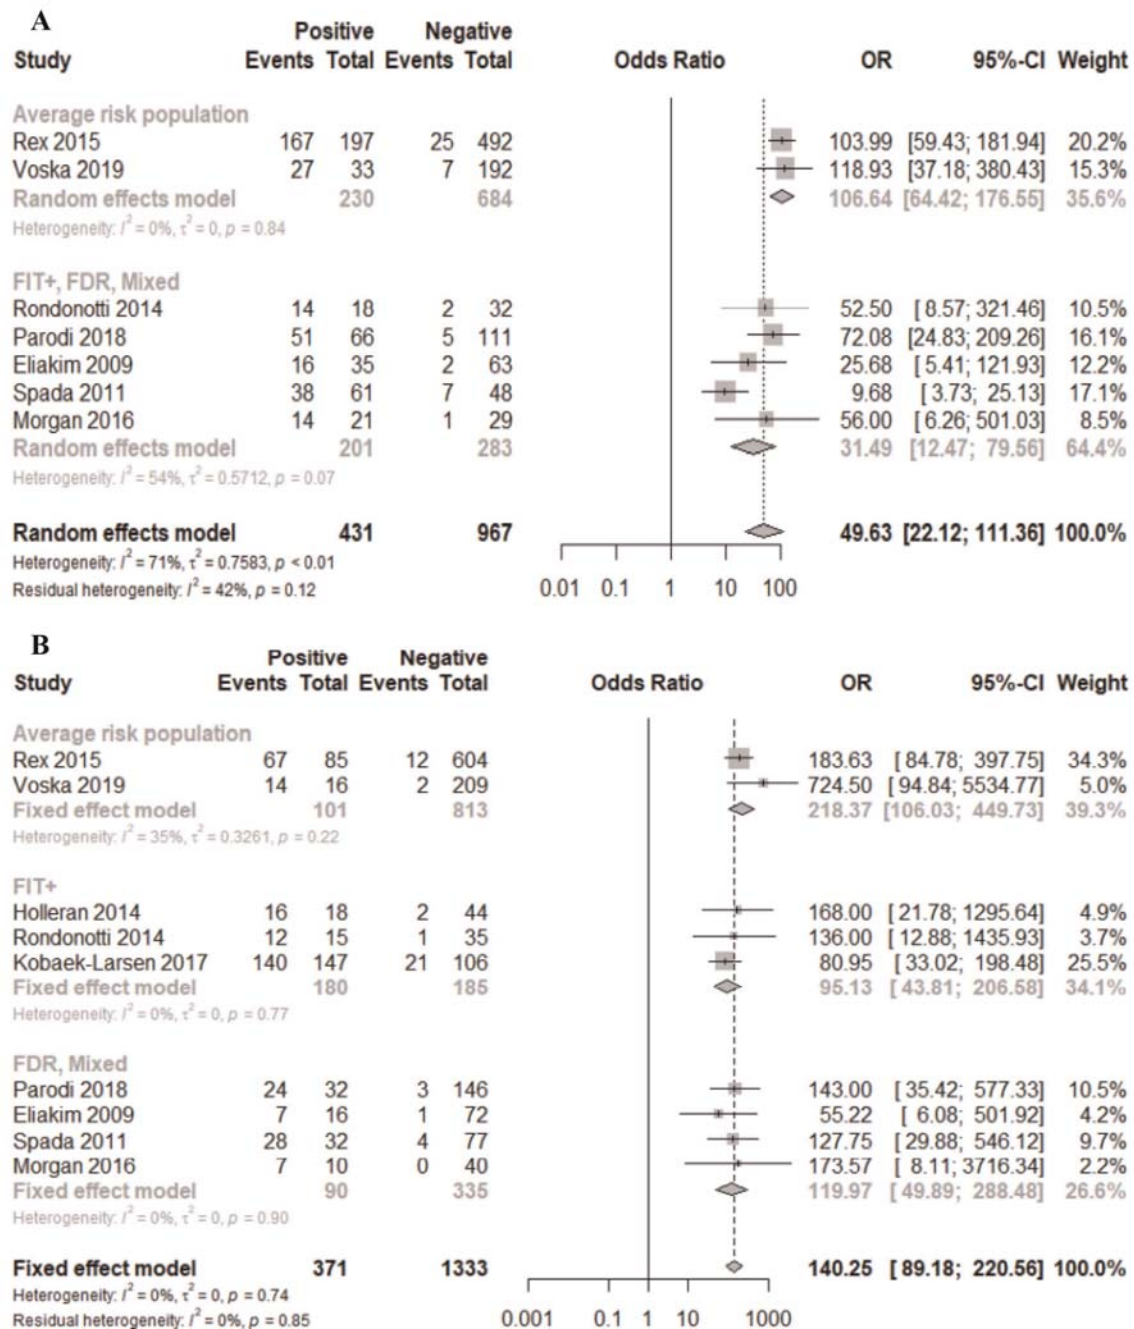 A
Positive Negative
Study Events Total Events Total Odds Ratio OR 95%-CI Weight
Average risk population
Rex 2015 167 197 25 492 103.99 [59.43; 181.94] 20.2%
Voska 2019 27 33 7 192 118.93 [37.18; 380.43] 15.3%
Random effects model 230 684 106.64 [64.42; 176.55] 35.6%
Heterogeneity: I² = 0%, τ² = 0, p = 0.84
FIT+, FDR, Mixed
Rondonotti 2014 14 18 2 32 52.50 [ 8.57; 321.46] 10.5%
Parodi 2018 51 66 5 111 72.08 [24.83; 209.26] 16.1%
Eliakim 2009 16 35 2 63 25.68 [ 5.41; 121.93] 12.2%
Spada 2011 38 61 7 48 9.68 [ 3.73; 25.13] 17.1%
Morgan 2016 14 21 1 29 56.00 [ 6.26; 501.03] 8.5%
Random effects model 201 283 31.49 [12.47; 79.56] 64.4%
Heterogeneity: I² = 54%, τ² = 0.5712, p = 0.07
Random effects model 431 967 49.63 [22.12; 111.36] 100.0%
Heterogeneity: I² = 71%, τ² = 0.7583, p < 0.01
Residual heterogeneity: I² = 42%, p = 0.12
0.01 0.1 1 10 100
B
Positive Negative
Study Events Total Events Total Odds Ratio OR 95%-CI Weight
Average risk population
Rex 2015 67 85 12 604 183.63 [ 84.78; 397.75] 34.3%
Voska 2019 14 16 2 209 724.50 [ 94.84; 5534.77] 5.0%
Fixed effect model 101 813 218.37 [106.03; 449.73] 39.3%
Heterogeneity: I² = 35%, τ² = 0.3261, p = 0.22
FIT+
Holleran 2014 16 18 2 44 168.00 [ 21.78; 1295.64] 4.9%
Rondonotti 2014 12 15 1 35 136.00 [ 12.88; 1435.93] 3.7%
Kobaek-Larsen 2017 140 147 21 106 80.95 [ 33.02; 198.48] 25.5%
Fixed effect model 180 185 95.13 [ 43.81; 206.58] 34.1%
Heterogeneity: I² = 0%, τ² = 0, p = 0.77
FDR, Mixed
Parodi 2018 24 32 3 146 143.00 [ 35.42; 577.33] 10.5%
Eliakim 2009 7 16 1 72 55.22 [ 6.08; 501.92] 4.2%
Spada 2011 28 32 4 77 127.75 [ 29.88; 546.12] 9.7%
Morgan 2016 7 10 0 40 173.57 [ 8.11; 3716.34] 2.2%
Fixed effect model 90 335 119.97 [ 49.89; 288.48] 26.6%
Heterogeneity: I² = 0%, τ² = 0, p = 0.90
Fixed effect model 371 1333 140.25 [ 89.18; 220.56] 100.0%
Heterogeneity: I² = 0%, τ² = 0, p = 0.74
Residual heterogeneity: I² = 0%, p = 0.85
0.001 0.1 1 10 1000